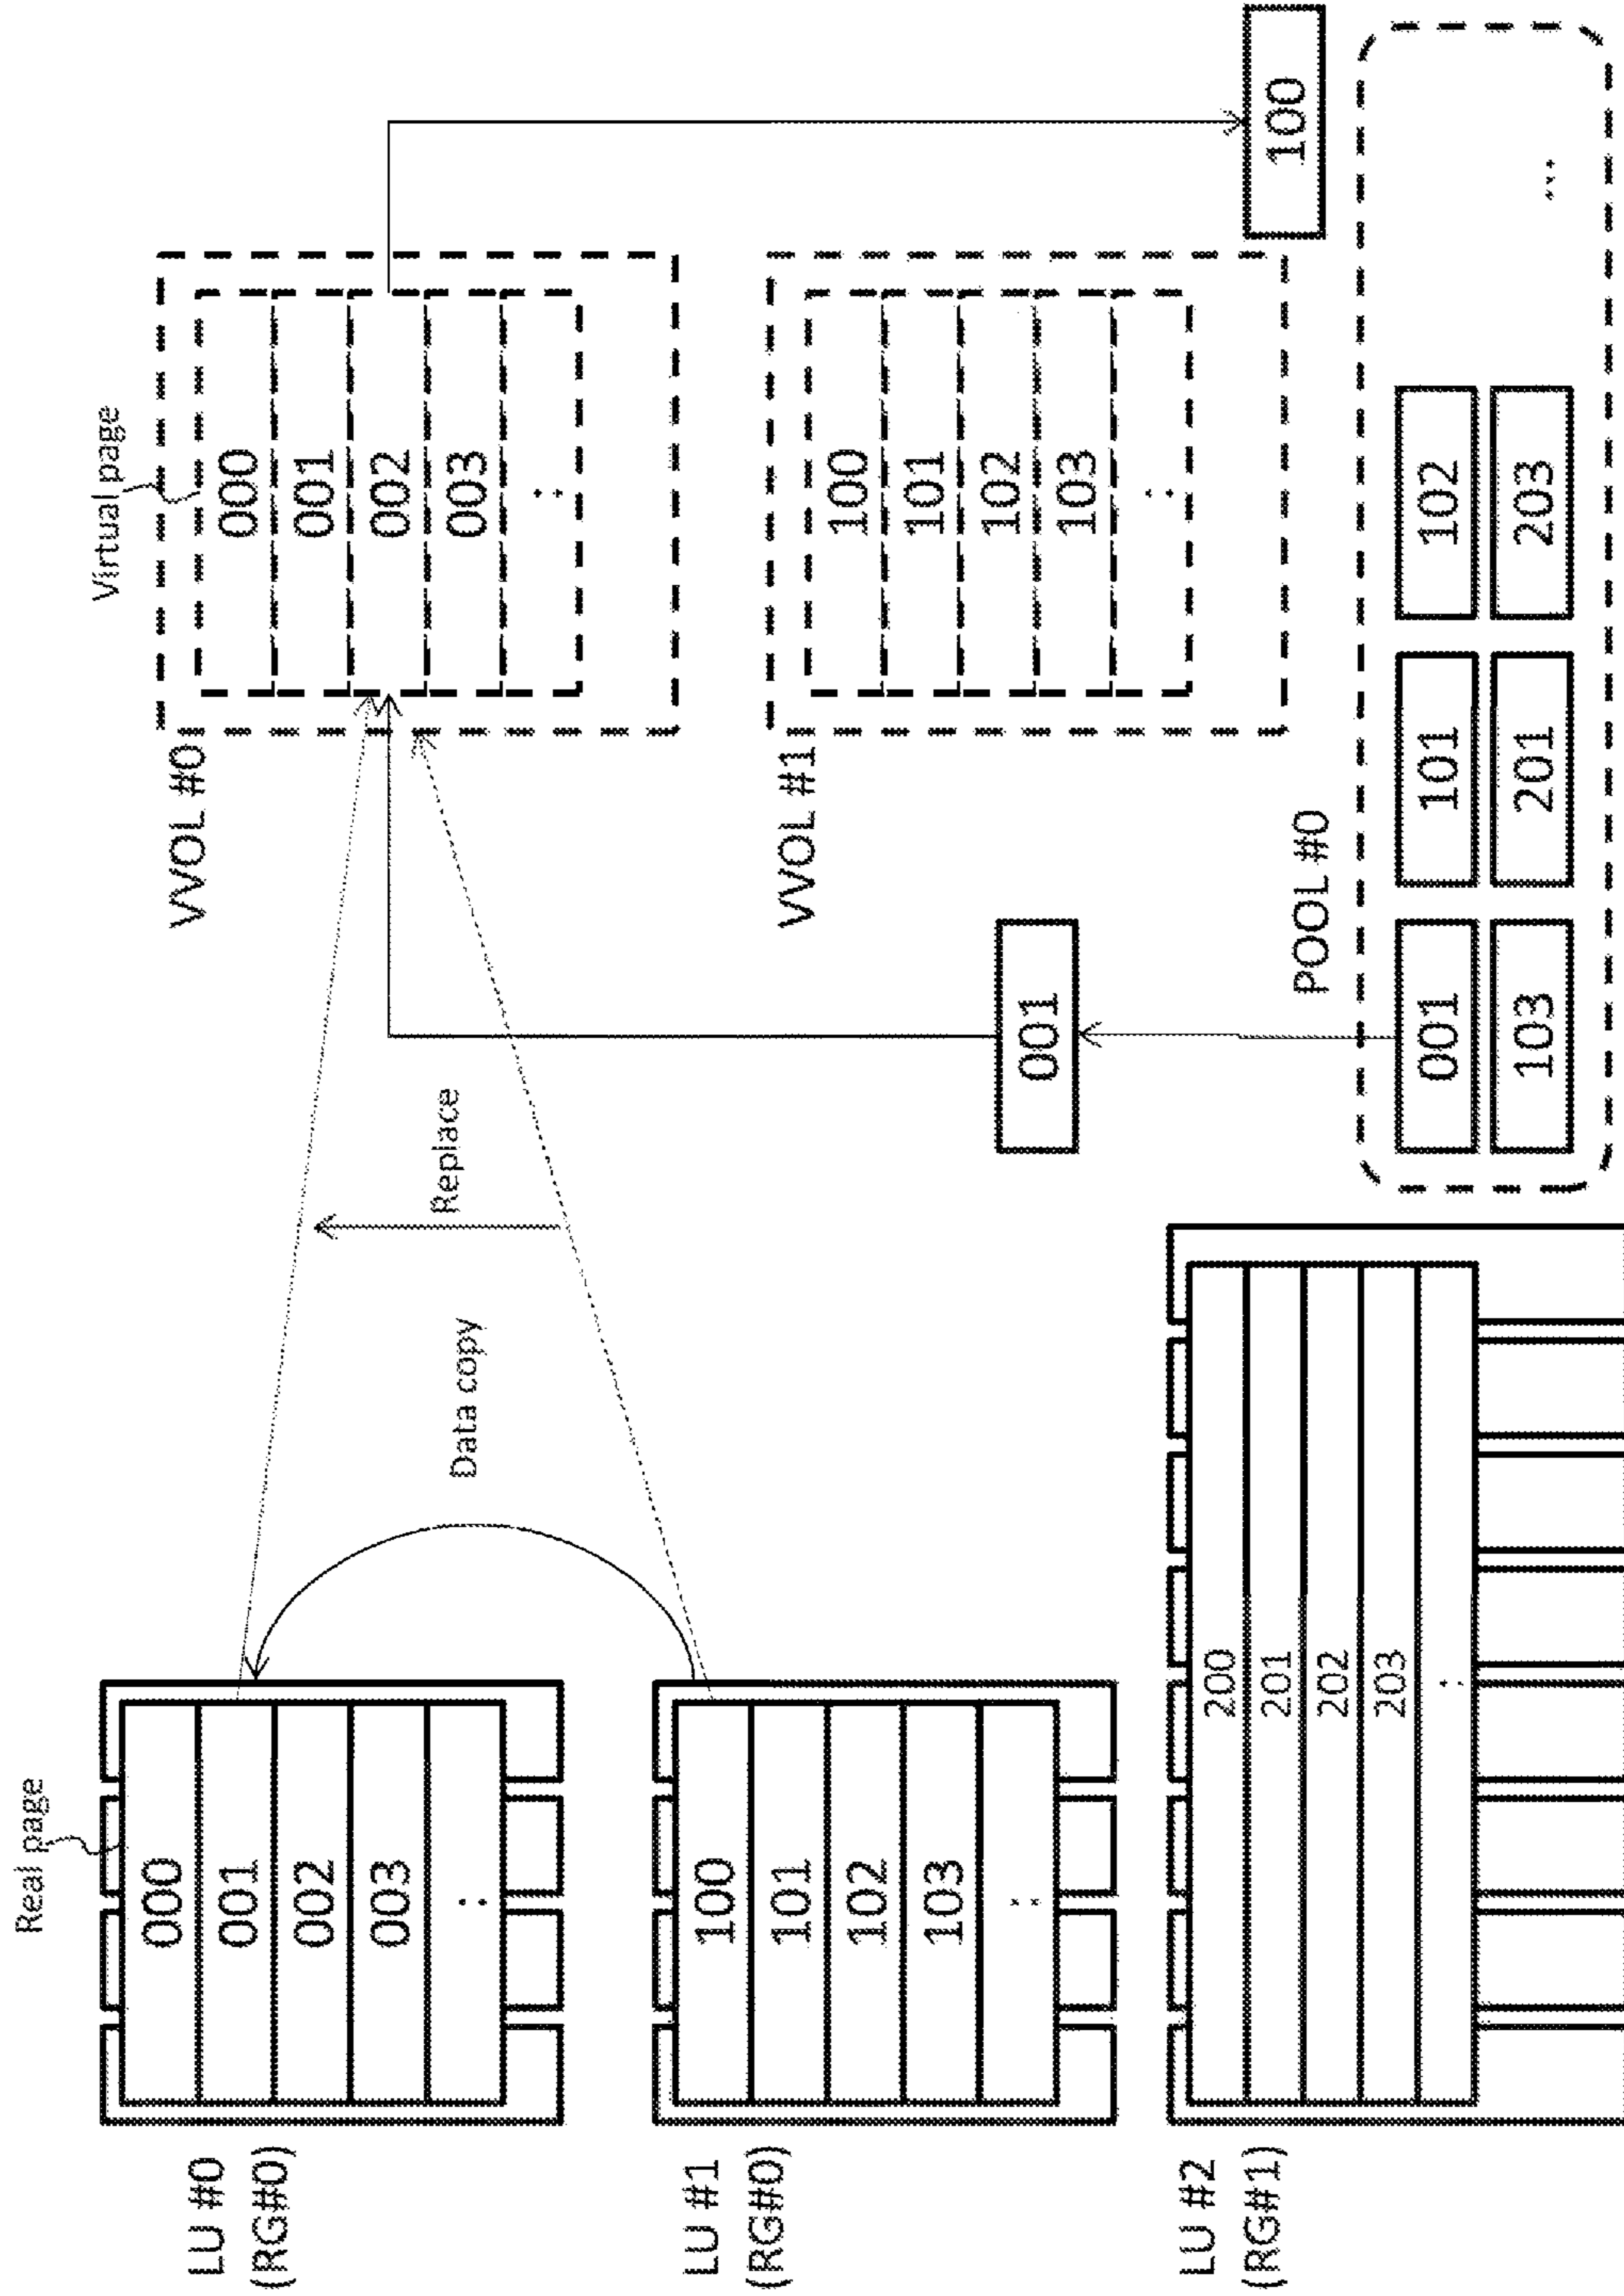 Real page
LU #0
(RG#0)
000
001
002
003
:
LU #1
(RG#0)
100
101
102
103
:
LU #2
(RG#1)
200
201
202
203
:
Data copy
Replace
Virtual page
VVOL #0
000
001
002
003
:
VVOL #1
100
101
102
103
:
001
100
POOL #0
001
101
102
103
201
203
...